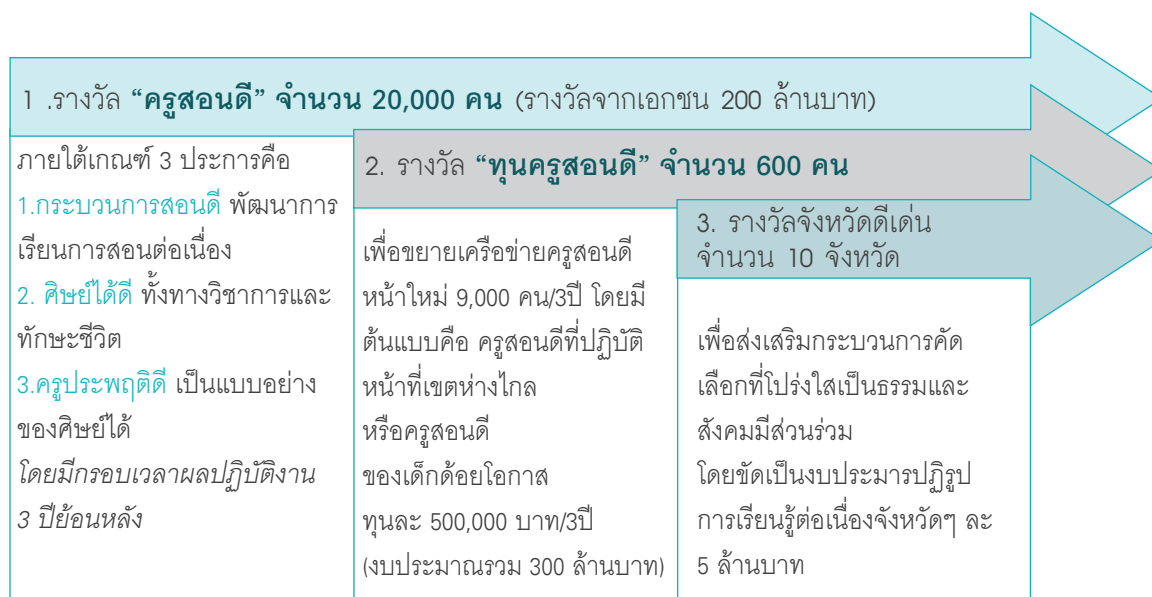 1 .รางวัล “ครูสอนดี” จำนวน 20,000 คน (รางวัลจากเอกชน 200 ล้านบาท)
ภายใต้เกณฑ์ 3 ประการคือ
1.กระบวนการสอนดี พัฒนาการ
เรียนการสอนต่อเนื่อง
2. ศิษย์ได้ดี ทั้งทางวิชาการและ
ทักษะชีวิต
3.ครูประพฤติดี เป็นแบบอย่าง
ของศิษย์ได้
โดยมีกรอบเวลาผลปฏิบัติงาน
3 ปีย้อนหลัง
2. รางวัล “ทุนครูสอนดี” จำนวน 600 คน
เพื่อขยายเครือข่ายครูสอนดี
หน้าใหม่ 9,000 คน/3ปี โดยมี
ต้นแบบคือ ครูสอนดีที่ปฏิบัติ
หน้าที่เขตห่างไกล
หรือครูสอนดี
ของเด็กด้อยโอกาส
ทุนละ 500,000 บาท/3ปี
(งบประมาณรวม 300 ล้านบาท)
3. รางวัลจังหวัดดีเด่น
จำนวน 10 จังหวัด
เพื่อส่งเสริมกระบวนการคัด
เลือกที่โปร่งใสเป็นธรรมและ
สังคมมีส่วนร่วม
โดยขัดเป็นงบประมารปฏิรูป
การเรียนรู้ต่อเนื่องจังหวัดๆ ละ
5 ล้านบาท